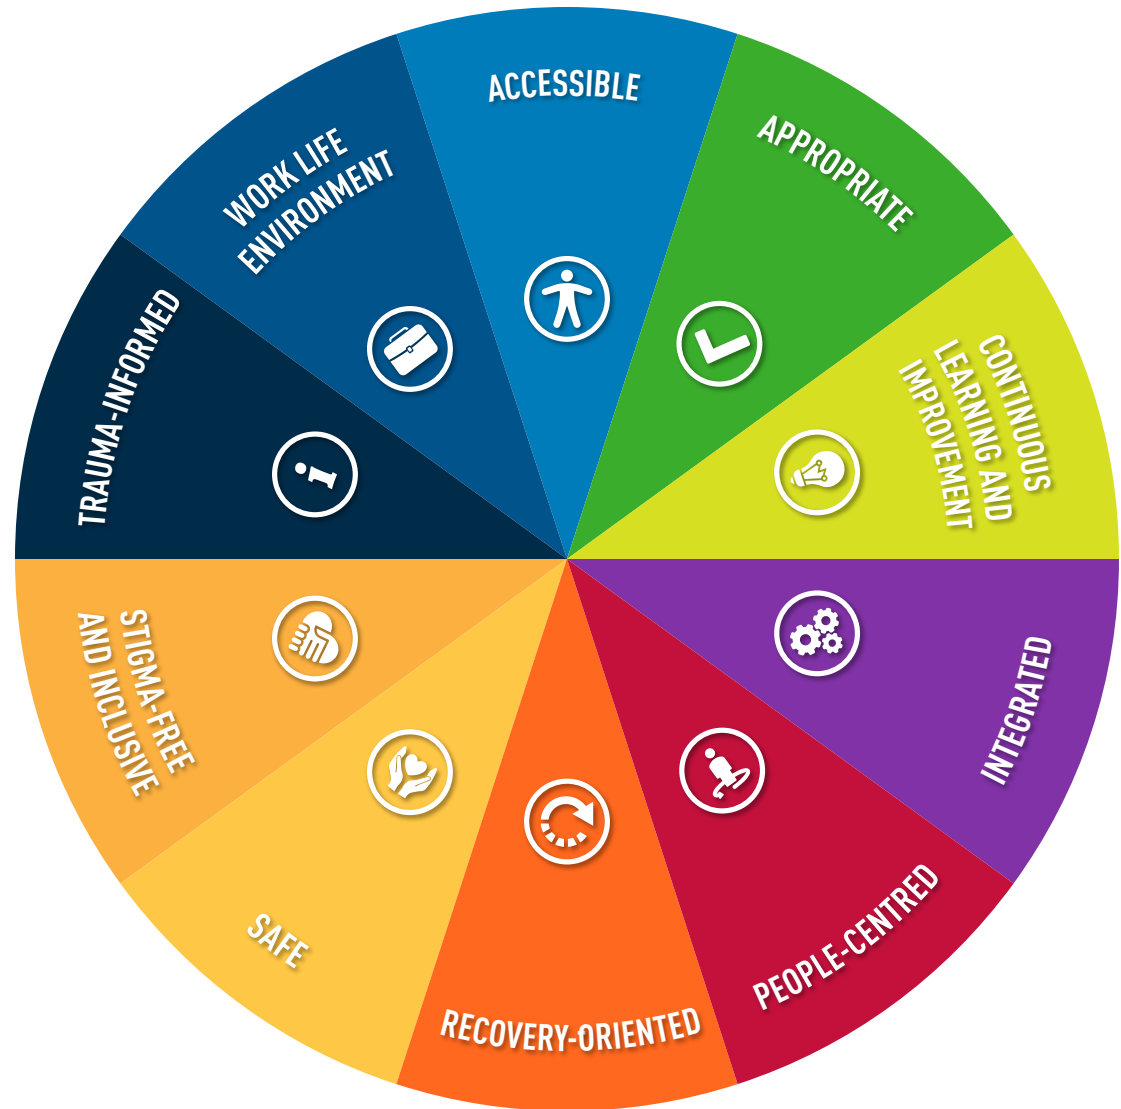 ACCESSIBLE
APPROPRIATE
CONTINUOUS
LEARNING AND
IMPROVEMENT
INTEGRATED
PEOPLE-CENTRED
RECOVERY-ORIENTED
SAFE
STIGMA-FREE
AND INCLUSIVE
TRAUMA-INFORMED
WORK LIFE
ENVIRONMENT